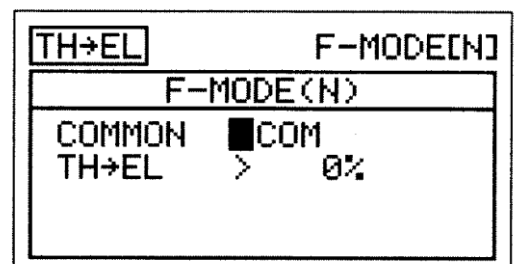 TH→EL F-MODE[N]
F-MODE(N)
COMMON COM
TH→EL > 0%